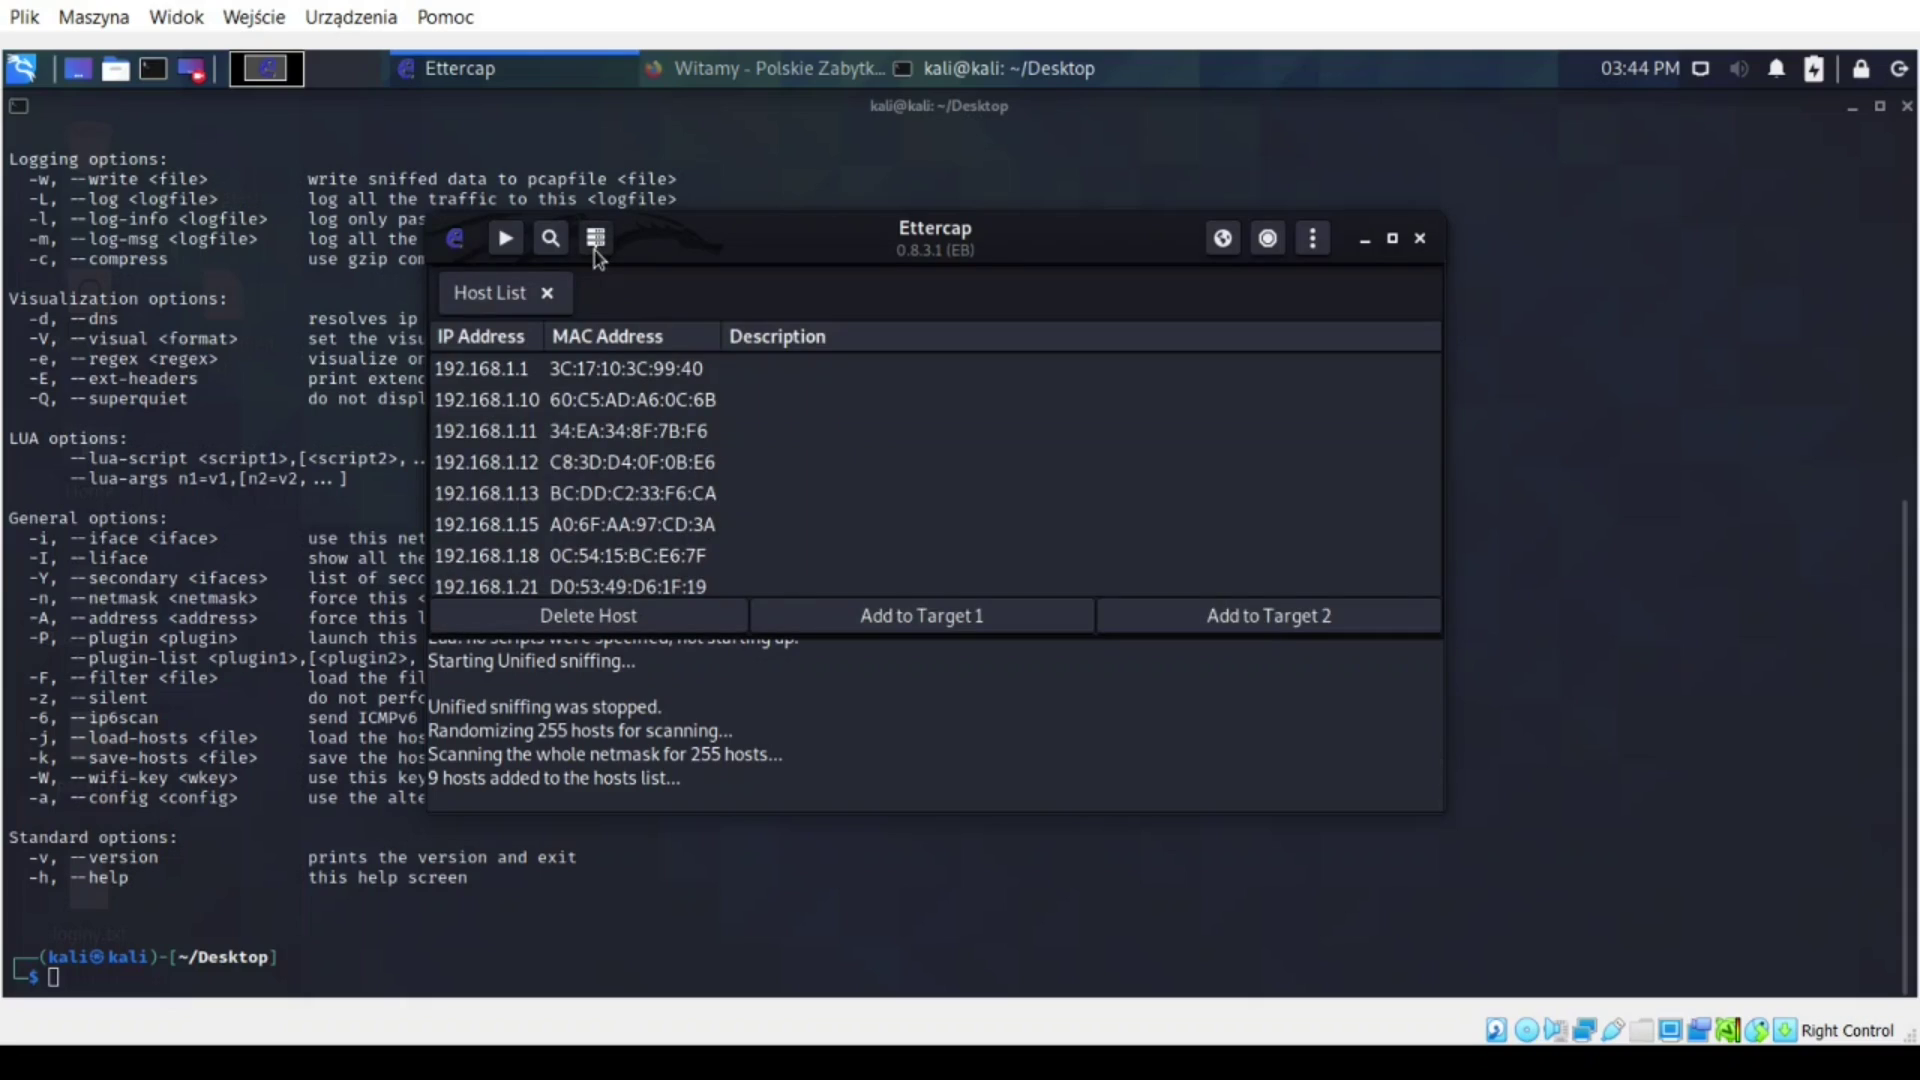 Plik Maszyna Widok Wejście Urządzenia Pomoc
Ettercap Witamy - Polskie Zabytk... kali@kali: ~/Desktop 03:44 PM
kali@kali: ~/Desktop
Logging options:
-w, --write <file> write sniffed data to pcapfile <file>
-L, --log <logfile> log all the traffic to this <logfile>
-l, --log-info <logfile> log only pas
-m, --log-msg <logfile> log all the
-c, --compress use gzip com
Visualization options:
-d, --dns resolves ip
-V, --visual <format> set the visu
-e, --regex <regex> visualize on
-E, --ext-headers print extend
-Q, --superquiet do not displ
LUA options:
--lua-script <script1>,[<script2>, ..
--lua-args n1=v1,[n2=v2, ... ]
General options:
-i, --iface <iface> use this net
-I, --liface show all the
-Y, --secondary <ifaces> list of seco
-n, --netmask <netmask> force this <
-A, --address <address> force this l
-P, --plugin <plugin> launch this
--plugin-list <plugin1>,[<plugin2>,
-F, --filter <file> load the fil
-z, --silent do not perfo
-6, --ip6scan send ICMPv6
-j, --load-hosts <file> load the hos
-k, --save-hosts <file> save the hos
-W, --wifi-key <wkey> use this key
-a, --config <config> use the alte
Standard options:
-v, --version prints the version and exit
-h, --help this help screen
(kali㉿kali)-[~/Desktop]
$
Ettercap
0.8.3.1 (EB)
Host List
IP Address MAC Address Description
192.168.1.1 3C:17:10:3C:99:40
192.168.1.10 60:C5:AD:A6:0C:6B
192.168.1.11 34:EA:34:8F:7B:F6
192.168.1.12 C8:3D:D4:0F:0B:E6
192.168.1.13 BC:DD:C2:33:F6:CA
192.168.1.15 A0:6F:AA:97:CD:3A
192.168.1.18 0C:54:15:BC:E6:7F
192.168.1.21 D0:53:49:D6:1F:19
Delete Host Add to Target 1 Add to Target 2
Lua: no scripts were specified, not starting up!
Starting Unified sniffing...
Unified sniffing was stopped.
Randomizing 255 hosts for scanning...
Scanning the whole netmask for 255 hosts...
9 hosts added to the hosts list...
Right Control